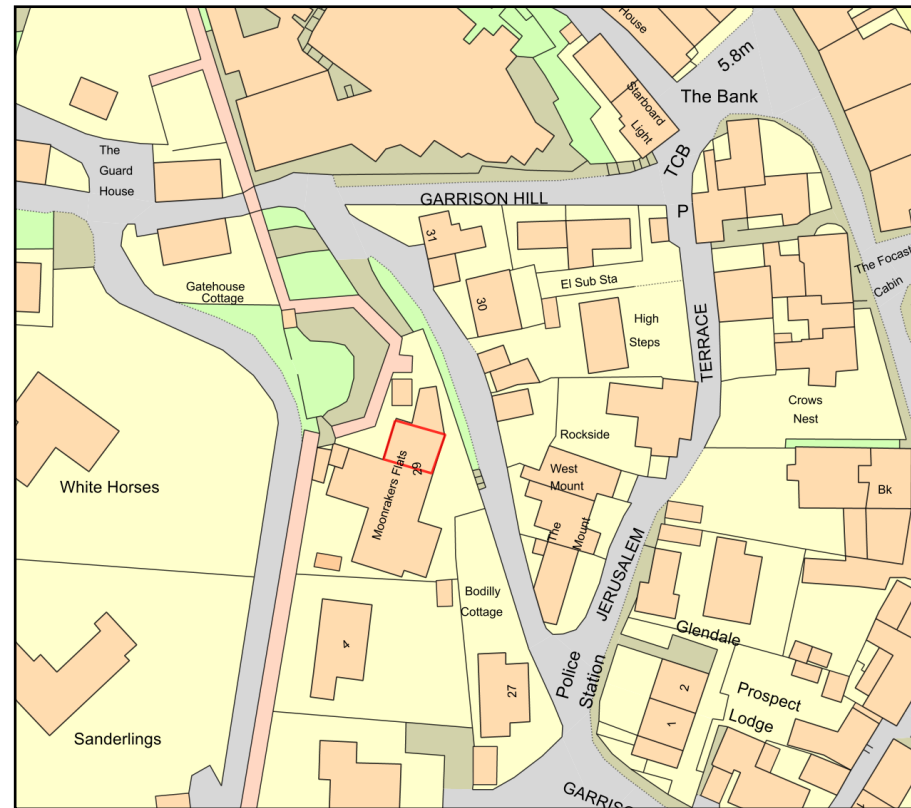 House
5.8m
The Bank
Starboard
Light
TCB
The
Guard
House
GARRISON HILL
P
31
The Focast
Cabin
El Sub Sta
Gatehouse
Cottage
30
High
Steps
TERRACE
Crows
Nest
Rockside
West
Mount
29
Moonrakers Flats
White Horses
Bk
The
Mount
JERUSALEM
Bodilly
Cottage
Glendale
4
Police
Station
27
2
1
Prospect
Lodge
Sanderlings
GARRISO